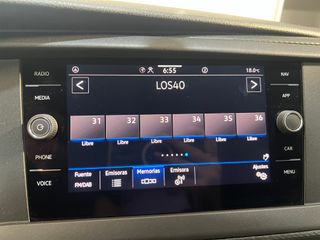 RADIO
MEDIA
PHONE
VOICE
6:55
18.0°C
LOS40
31 32 33 34 35 36
Libre Libre Libre Libre Libre Libre
Fuente Emisoras Memorias Emisora Ajustes
FM/DAB
NAV
APP
CAR
MENU